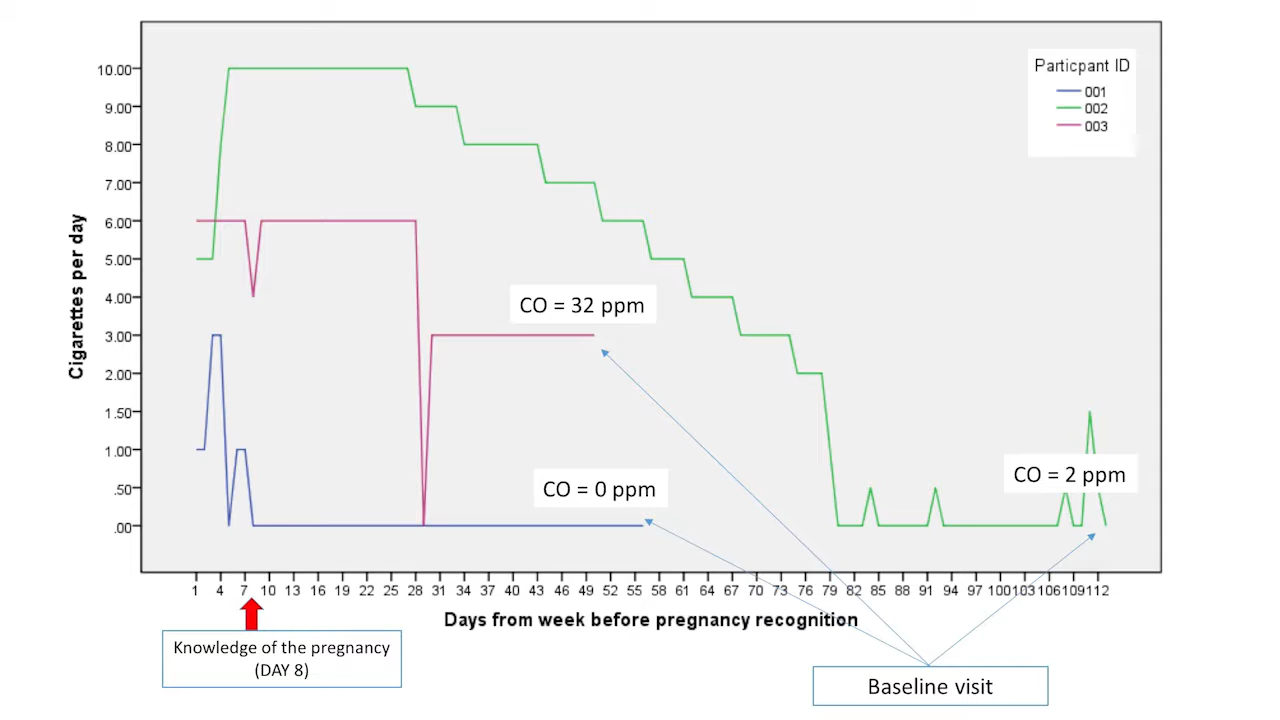 10.00
9.00
8.00
7.00
6.00
5.00
4.00
3.00
2.00
1.50
1.00
.50
.00
Cigarettes per day
Particpant ID
001
002
003
CO = 32 ppm
CO = 0 ppm
CO = 2 ppm
1 4 7 10 13 16 19 22 25 28 31 34 37 40 43 46 49 52 55 58 61 64 67 70 73 76 79 82 85 88 91 94 97 100 103 106 109 112
Days from week before pregnancy recognition
Knowledge of the pregnancy
(DAY 8)
Baseline visit